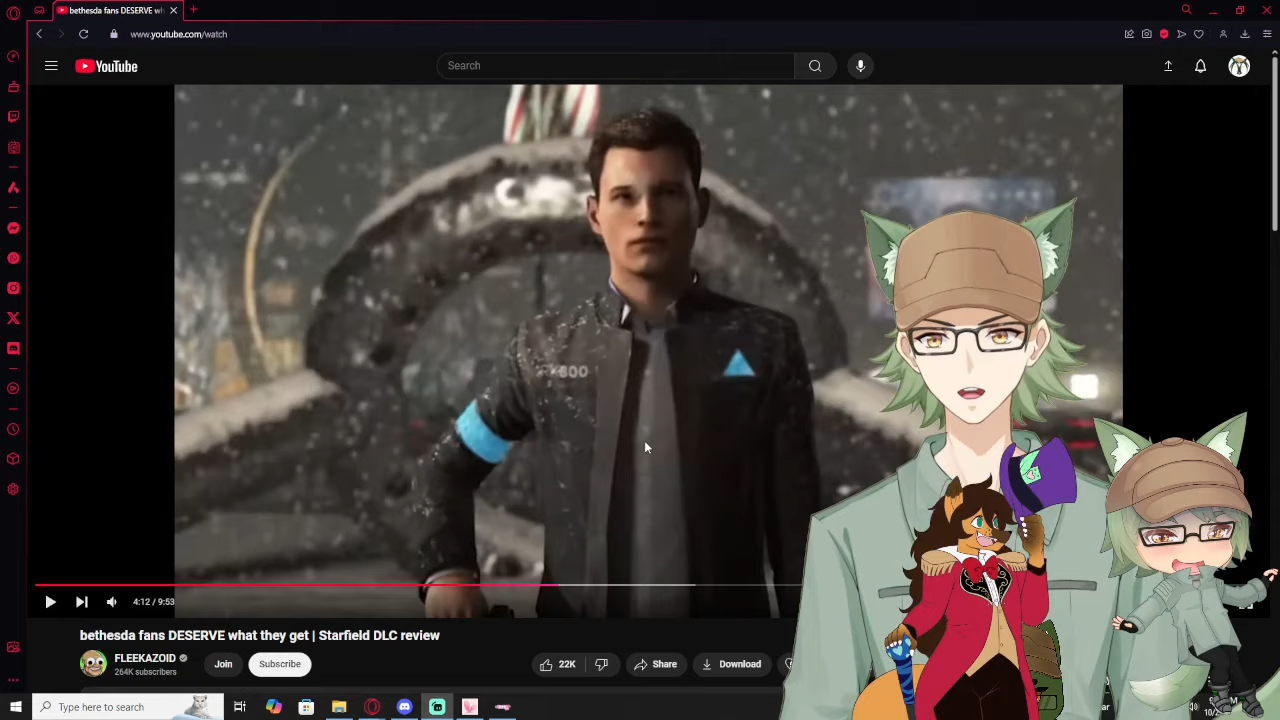 bethesda fans DESERVE wh
www.youtube.com/watch
YouTube
Search
4:12 / 9:53
bethesda fans DESERVE what they get | Starfield DLC review
FLEEKAZOID
264K subscribers
Join
Subscribe
22K
Share
Download
Type here to search